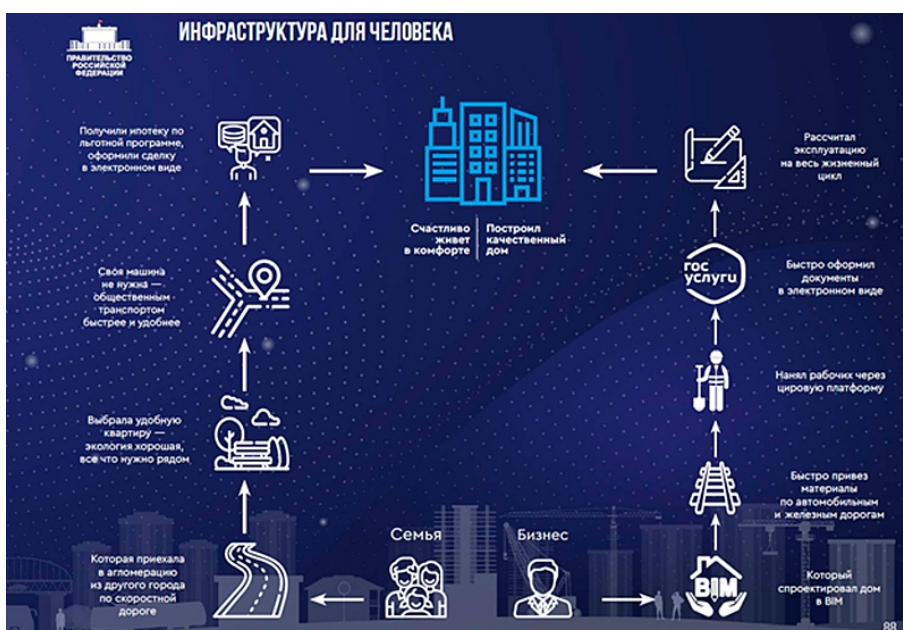 ПРАВИТЕЛЬСТВО
РОССИЙСКОЙ
ФЕДЕРАЦИИ
ИНФРАСТРУКТУРА ДЛЯ ЧЕЛОВЕКА
Получили ипотеку по
льготной программе,
оформили сделку
в электронном виде
Своя машина
не нужна —
общественным
транспортом
быстрее и удобнее
Выбрала удобную
квартиру —
экология хорошая,
все что нужно рядом
Которая приехала
в агломерацию
из другого города
по скоростной
дороге
Семья
Счастливо
живет
в комфорте
Построил
качественный
дом
Бизнес
Рассчитал
эксплуатацию
на весь жизненный
цикл
гос
услуги
Быстро оформил
документы
в электронном виде
Нанял рабочих через
цировую платформу
Быстро привез
материалы
по автомобильным
и железным дорогам
BIM
Который
спроектировал дом
в BIM
88